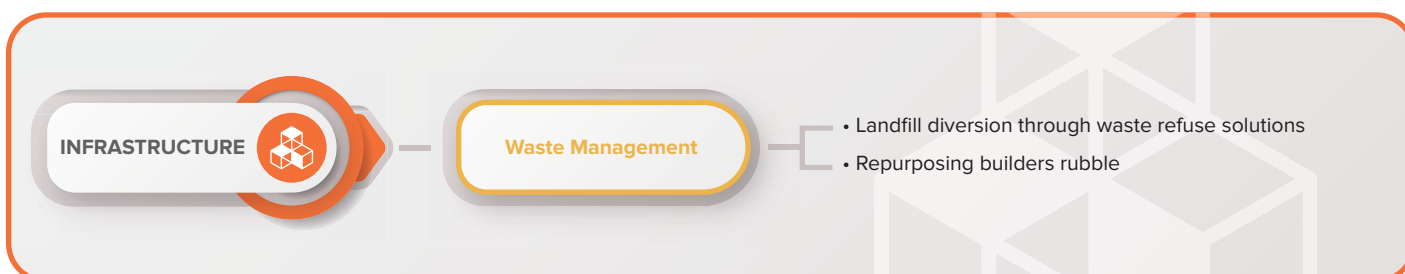 INFRASTRUCTURE
Waste Management
• Landfill diversion through waste refuse solutions
• Repurposing builders rubble